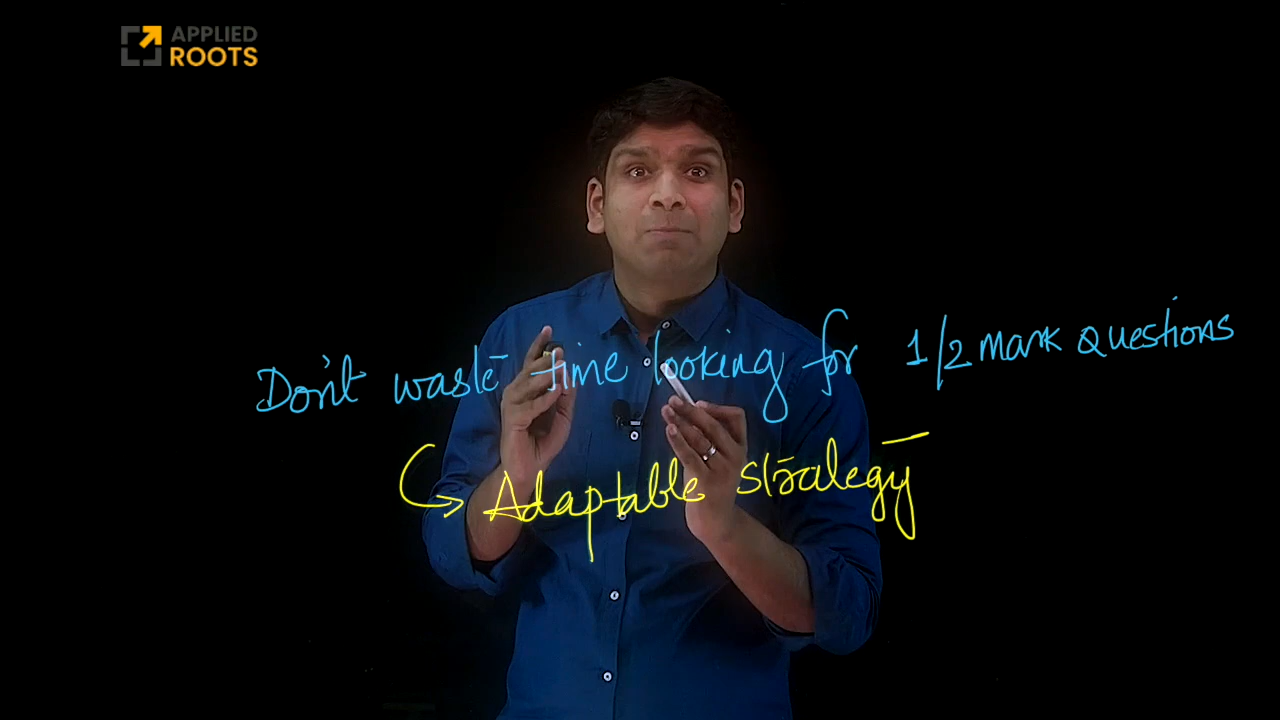 APPLIED
ROOTS
Don't waste time looking for 1/2 mark questions
Adaptable strategy